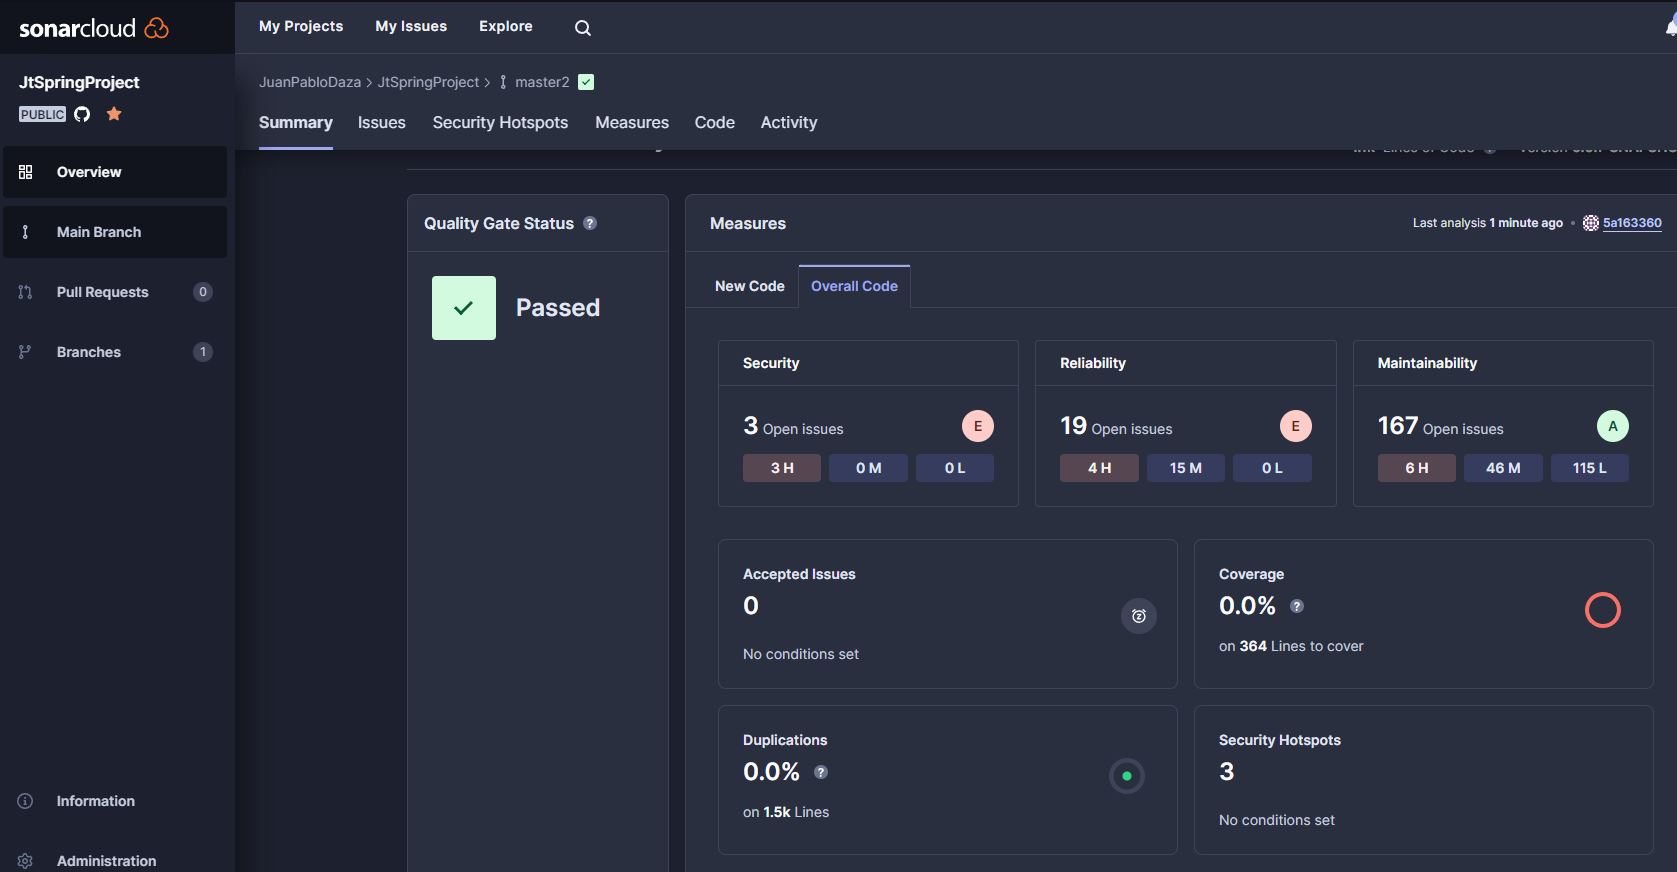 sonarcloud
My Projects My Issues Explore
JtSpringProject
PUBLIC
JuanPabloDaza > JtSpringProject > master2
Summary Issues Security Hotspots Measures Code Activity
Overview
Main Branch
Pull Requests 0
Branches 1
Information
Administration
Lines of Code ?
Quality Gate Status ?
Passed
Measures
Last analysis 1 minute ago • 5a163360
New Code Overall Code
Security
3 Open issues E
3 H 0 M 0 L
Reliability
19 Open issues E
4 H 15 M 0 L
Maintainability
167 Open issues A
6 H 46 M 115 L
Accepted Issues
0
No conditions set
Coverage
0.0% ?
on 364 Lines to cover
Duplications
0.0% ?
on 1.5k Lines
Security Hotspots
3
No conditions set